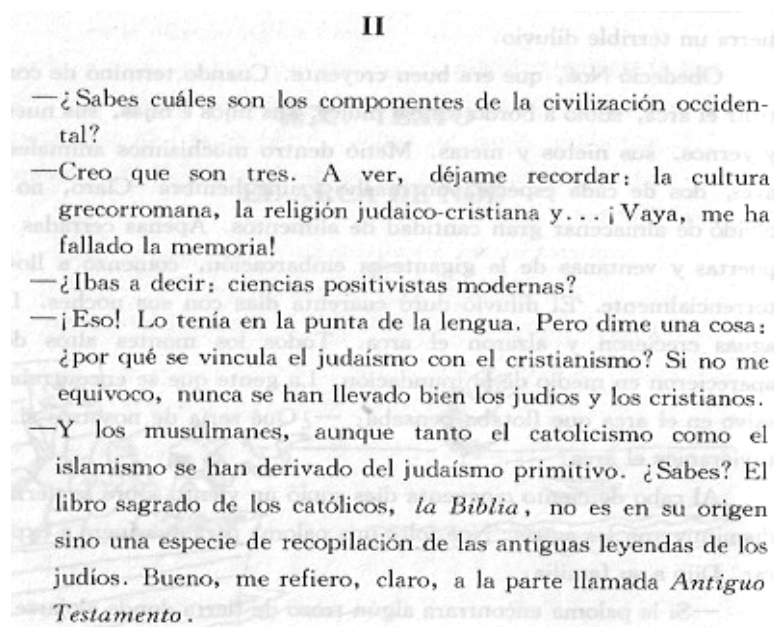 II
—¿Sabes cuáles son los componentes de la civilización occiden-
tal?
—Creo que son tres. A ver, déjame recordar: la cultura
grecorromana, la religión judaico-cristiana y...¡Vaya, me ha
fallado la memoria!
—¿Ibas a decir: ciencias positivistas modernas?
—¡Eso! Lo tenía en la punta de la lengua. Pero dime una cosa:
¿por qué se vincula el judaísmo con el cristianismo? Si no me
equivoco, nunca se han llevado bien los judíos y los cristianos.
—Y los musulmanes, aunque tanto el catolicismo como el
islamismo se han derivado del judaísmo primitivo. ¿Sabes? El
libro sagrado de los católicos, la Biblia, no es en su origen
sino una especie de recopilación de las antiguas leyendas de los
judíos. Bueno, me refiero, claro, a la parte llamada Antiguo
Testamento.